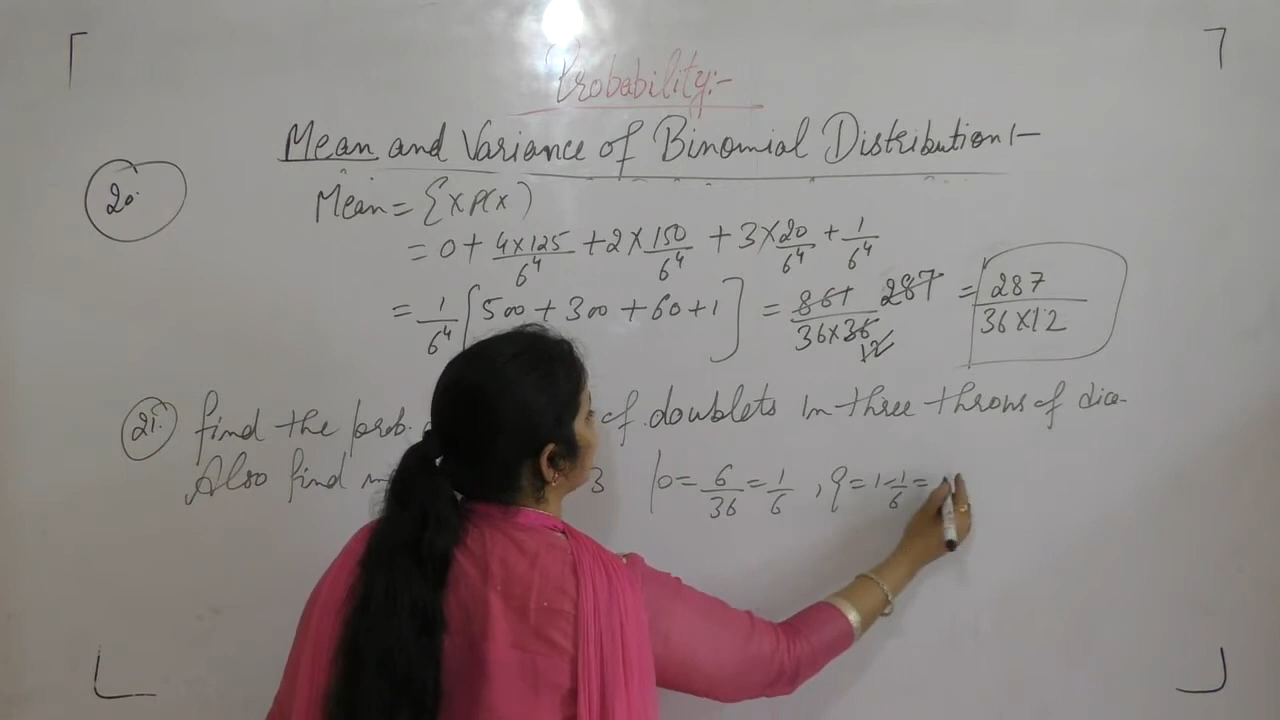 Probability:-
Mean and Variance of Binomial Distribution:-
20.
Mean = ΣXP(X)
= 0 + 4×125/6⁴ + 2×150/6⁴ + 3×20/6⁴ + 1/6⁴
= 1/6⁴ [500 + 300 + 60 + 1] = 861/36×36 287 12 = 287/36×12
21. find the prob. of doublets in three throws of dice.
Also find 3 p = 6/36 = 1/6 , q = 1-1/6 =